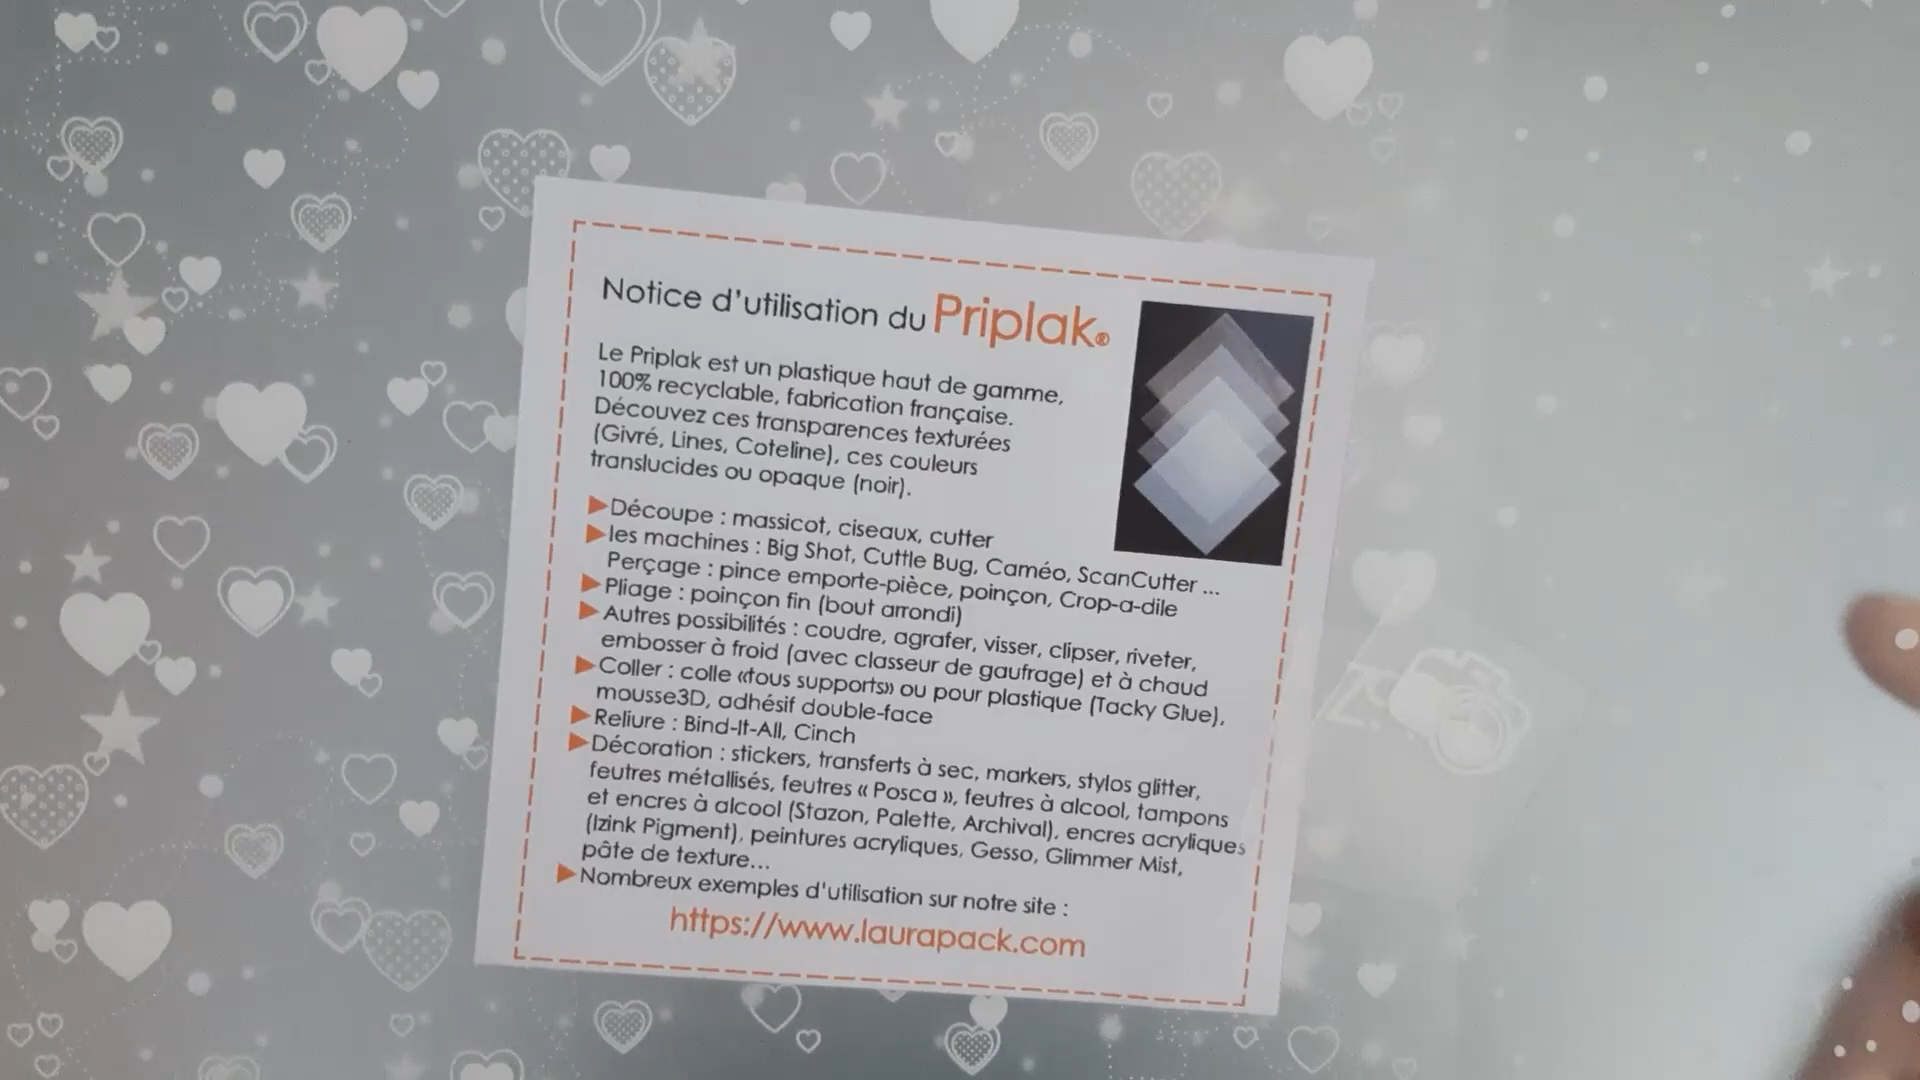 Notice d'utilisation du Priplak®
Le Priplak est un plastique haut de gamme,
100% recyclable, fabrication française.
Découvez ces transparences texturées
(Givré, Lines, Coteline), ces couleurs
translucides ou opaque (noir).
▶Découpe : massicot, ciseaux, cutter
▶les machines : Big Shot, Cuttle Bug, Caméo, ScanCutter ...
Perçage : pince emporte-pièce, poinçon, Crop-a-dile
▶Pliage : poinçon fin (bout arrondi)
▶Autres possibilités : coudre, agrafer, visser, clipser, riveter,
embosser à froid (avec classeur de gaufrage) et à chaud
▶Coller : colle «tous supports» ou pour plastique (Tacky Glue),
mousse3D, adhésif double-face
▶Reliure : Bind-It-All, Cinch
▶Décoration : stickers, transferts à sec, markers, stylos glitter,
feutres métallisés, feutres « Posca », feutres à alcool, tampons
et encres à alcool (Stazon, Palette, Archival), encres acryliques
(Izink Pigment), peintures acryliques, Gesso, Glimmer Mist,
pâte de texture...
▶Nombreux exemples d'utilisation sur notre site :
https://www.laurapack.com